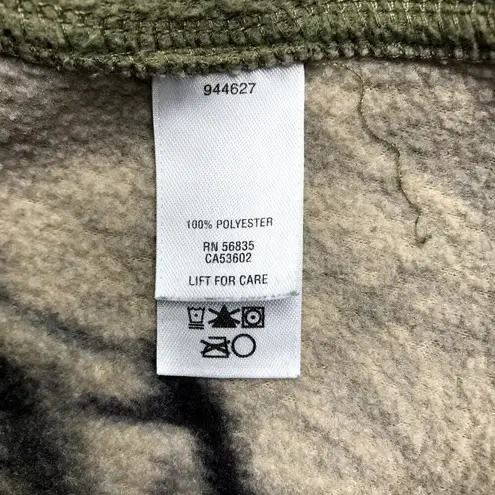 944627
100% POLYESTER
RN 56835
CA53602
LIFT FOR CARE